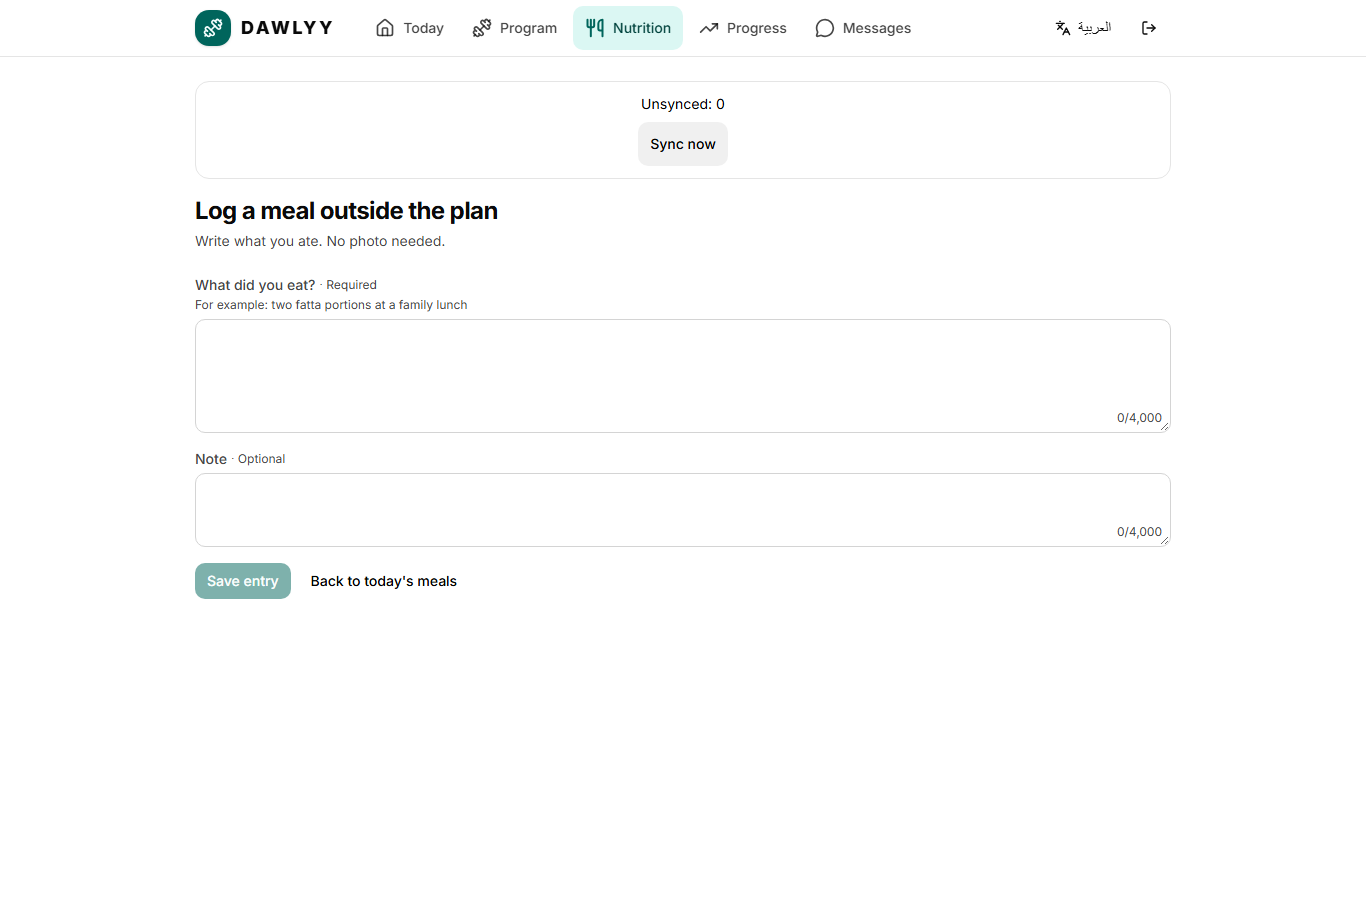 DAWLYY
Today
Program
Nutrition
Progress
Messages
العربية
Unsynced: 0
Sync now
Log a meal outside the plan
Write what you ate. No photo needed.
What did you eat? · Required
For example: two fatta portions at a family lunch
0/4,000
Note · Optional
0/4,000
Save entry
Back to today's meals